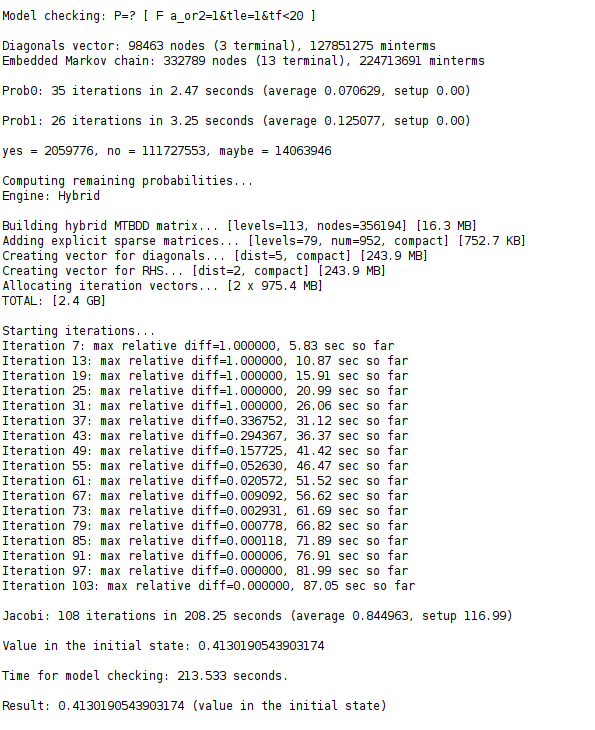 Model checking: P=? [ F a_or2=1&tle=1&tf<20 ]
Diagonals vector: 98463 nodes (3 terminal), 127851275 minterms
Embedded Markov chain: 332789 nodes (13 terminal), 224713691 minterms
Prob0: 35 iterations in 2.47 seconds (average 0.070629, setup 0.00)
Prob1: 26 iterations in 3.25 seconds (average 0.125077, setup 0.00)
yes = 2059776, no = 111727553, maybe = 14063946
Computing remaining probabilities...
Engine: Hybrid
Building hybrid MTBDD matrix... [levels=113, nodes=356194] [16.3 MB]
Adding explicit sparse matrices... [levels=79, num=952, compact] [752.7 KB]
Creating vector for diagonals... [dist=5, compact] [243.9 MB]
Creating vector for RHS... [dist=2, compact] [243.9 MB]
Allocating iteration vectors... [2 x 975.4 MB]
TOTAL: [2.4 GB]
Starting iterations...
Iteration 7: max relative diff=1.000000, 5.83 sec so far
Iteration 13: max relative diff=1.000000, 10.87 sec so far
Iteration 19: max relative diff=1.000000, 15.91 sec so far
Iteration 25: max relative diff=1.000000, 20.99 sec so far
Iteration 31: max relative diff=1.000000, 26.06 sec so far
Iteration 37: max relative diff=0.336752, 31.12 sec so far
Iteration 43: max relative diff=0.294367, 36.37 sec so far
Iteration 49: max relative diff=0.157725, 41.42 sec so far
Iteration 55: max relative diff=0.052630, 46.47 sec so far
Iteration 61: max relative diff=0.020572, 51.52 sec so far
Iteration 67: max relative diff=0.009092, 56.62 sec so far
Iteration 73: max relative diff=0.002931, 61.69 sec so far
Iteration 79: max relative diff=0.000778, 66.82 sec so far
Iteration 85: max relative diff=0.000118, 71.89 sec so far
Iteration 91: max relative diff=0.000006, 76.91 sec so far
Iteration 97: max relative diff=0.000000, 81.99 sec so far
Iteration 103: max relative diff=0.000000, 87.05 sec so far
Jacobi: 108 iterations in 208.25 seconds (average 0.844963, setup 116.99)
Value in the initial state: 0.4130190543903174
Time for model checking: 213.533 seconds.
Result: 0.4130190543903174 (value in the initial state)